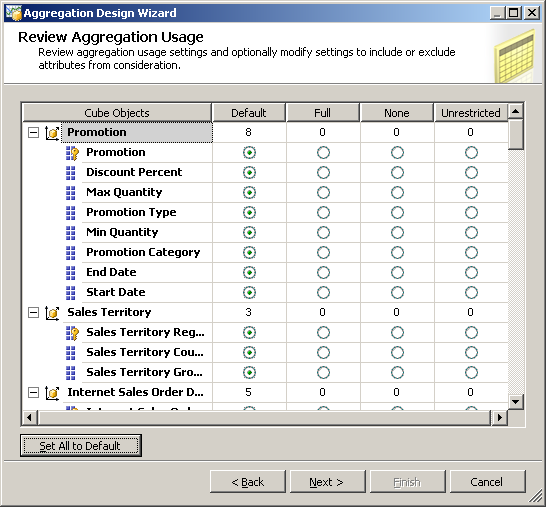 Aggregation Design Wizard
Review Aggregation Usage
Review aggregation usage settings and optionally modify settings to include or exclude
attributes from consideration.
Cube Objects Default Full None Unrestricted
Promotion 8 0 0 0
Promotion
Discount Percent
Max Quantity
Promotion Type
Min Quantity
Promotion Category
End Date
Start Date
Sales Territory 3 0 0 0
Sales Territory Reg...
Sales Territory Cou...
Sales Territory Gro...
Internet Sales Order D... 5 0 0 0
Set All to Default
< Back Next > Finish Cancel